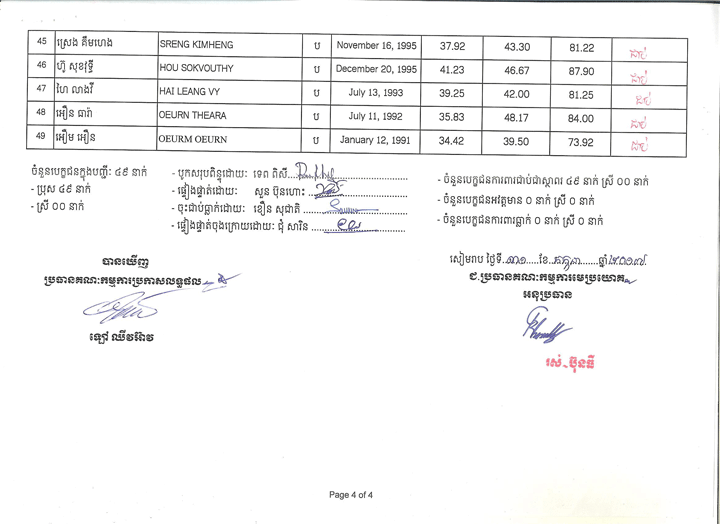 45 ស្រេង គឹមហេង SRENG KIMHENG ប November 16, 1995 37.92 43.30 81.22 ជាប់
46 ហ៊ូ សុខវុទ្ធី HOU SOKVOUTHY ប December 20, 1995 41.23 46.67 87.90 ជាប់
47 ហៃ លាងវី HAI LEANG VY ប July 13, 1993 39.25 42.00 81.25 ជាប់
48 អឿន ធារ៉ា OEURN THEARA ប July 11, 1992 35.83 48.17 84.00 ជាប់
49 អឿម អឿន OEURM OEURN ប January 12, 1991 34.42 39.50 73.92 ជាប់
ចំនួនបេក្ខជនក្នុងបញ្ជី: ៤៩ នាក់
- ប្រុស ៤៩ នាក់
- ស្រី ០០ នាក់
- បូកសរុបពិន្ទុដោយ: ទេព ពិសី
- ផ្ទៀងផ្ទាត់ដោយ: សួន ប៊ុនហោះ
- ចុះជាប់ធ្លាក់ដោយ: ខឿន សុជាតិ
- ផ្ទៀងផ្ទាត់ចុងក្រោយដោយ: ជុំ សារិន
- ចំនួនបេក្ខជនការពារជាប់ជាស្ថាពរ ៤៩ នាក់ ស្រី ០០ នាក់
- ចំនួនបេក្ខជនអវត្តមាន ០ នាក់ ស្រី ០ នាក់
- ចំនួនបេក្ខជនការពារធ្លាក់ ០ នាក់ ស្រី ០ នាក់
បានឃើញ
ប្រធានគណៈកម្មការប្រកាសលទ្ធផល
ឡៅ ឈីវអ៊ាវ
សៀមរាប ថ្ងៃទី ៣១ ខែ កក្កដា ឆ្នាំ ២០១៧
ជ.ប្រធានគណៈកម្មការមេប្រយោគ
អនុប្រធាន
រស់ ប៊ុនធី
Page 4 of 4